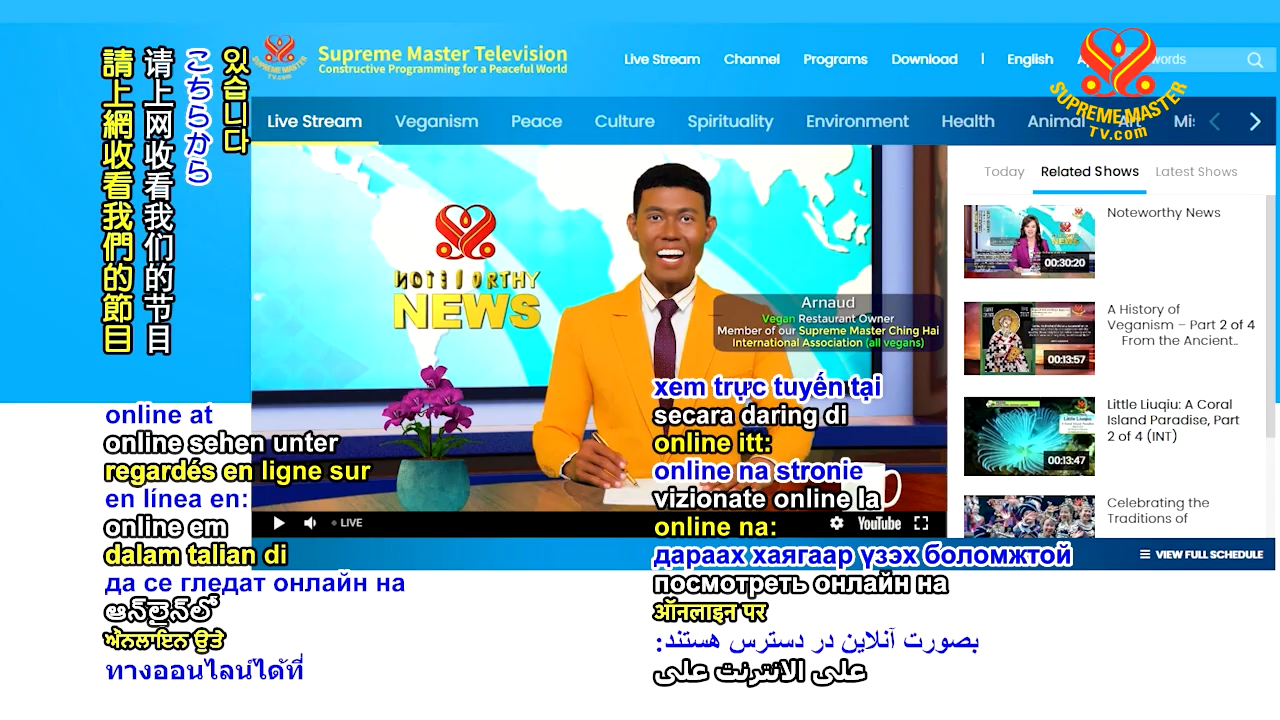 Supreme Master Television
Constructive Programming for a Peaceful World
Live Stream Channel Programs Download | English
SUPREME MASTER
TV.com
SUPREME MASTER
TV.com
Live Stream Veganism Peace Culture Spirituality Environment Health Animal Art
請上網收看我們的節目
请上网收看我们的节目
こちらから
있습니다
NEWS
Arnaud
Vegan Restaurant Owner
Member of our Supreme Master Ching Hai
International Association (all vegans)
LIVE
YouTube
Today Related Shows Latest Shows
NEWS
00:30:20
Noteworthy News
00:13:57
A History of
Veganism – Part 2 of 4
From the Ancient..
00:13:47
Little Liuqiu: A Coral
Island Paradise, Part
2 of 4 (INT)
Celebrating the
Traditions of
VIEW FULL SCHEDULE
online at
online sehen unter
regardés en ligne sur
en línea en:
online em
dalam talian di
да се гледат онлайн на
ఆన్‌లైన్‌లో
ਔਨਲਾਇਨ ਉਤੇ
ทางออนไลน์ได้ที่
xem trực tuyến tại
secara daring di
online itt:
online na stronie
vizionate online la
online na:
дараах хаягаар үзэх боломжтой
посмотреть онлайн на
ऑनलाइन पर
بصورت آنلاین در دسترس هستند:
على الانترنت على